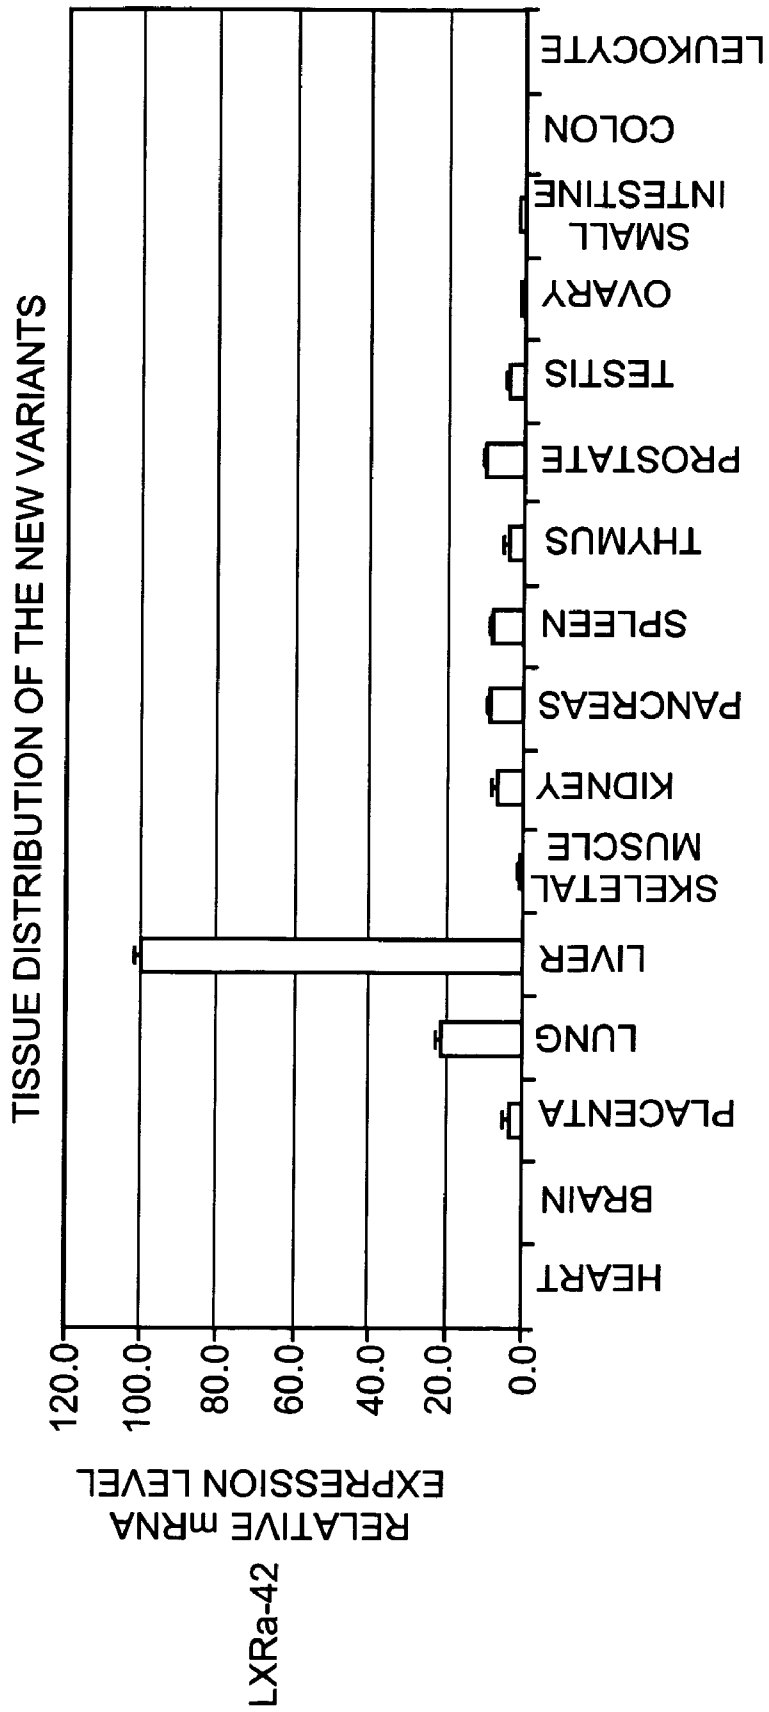 TISSUE DISTRIBUTION OF THE NEW VARIANTS
LXRa-42
RELATIVE mRNA
EXPRESSION LEVEL
120.0
100.0
80.0
60.0
40.0
20.0
0.0
HEART
BRAIN
PLACENTA
LUNG
LIVER
SKELETAL
MUSCLE
KIDNEY
PANCREAS
SPLEEN
THYMUS
PROSTATE
TESTIS
OVARY
SMALL
INTESTINE
COLON
LEUKOCYTE